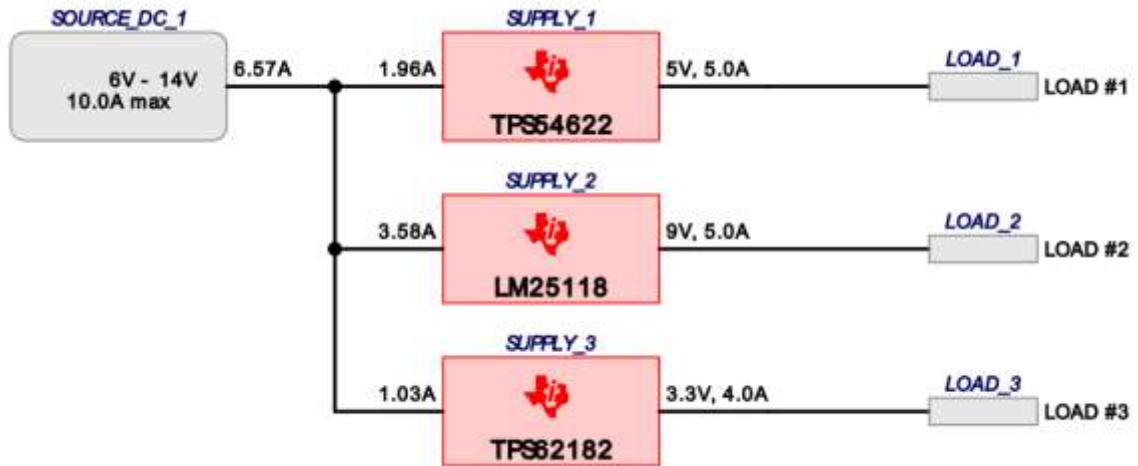 SOURCE_DC_1
6V - 14V
10.0A max
6.57A
SUPPLY_1
1.96A
TPS54622
5V, 5.0A
LOAD_1
LOAD #1
SUPPLY_2
3.58A
LM25118
9V, 5.0A
LOAD_2
LOAD #2
SUPPLY_3
1.03A
TPS62182
3.3V, 4.0A
LOAD_3
LOAD #3